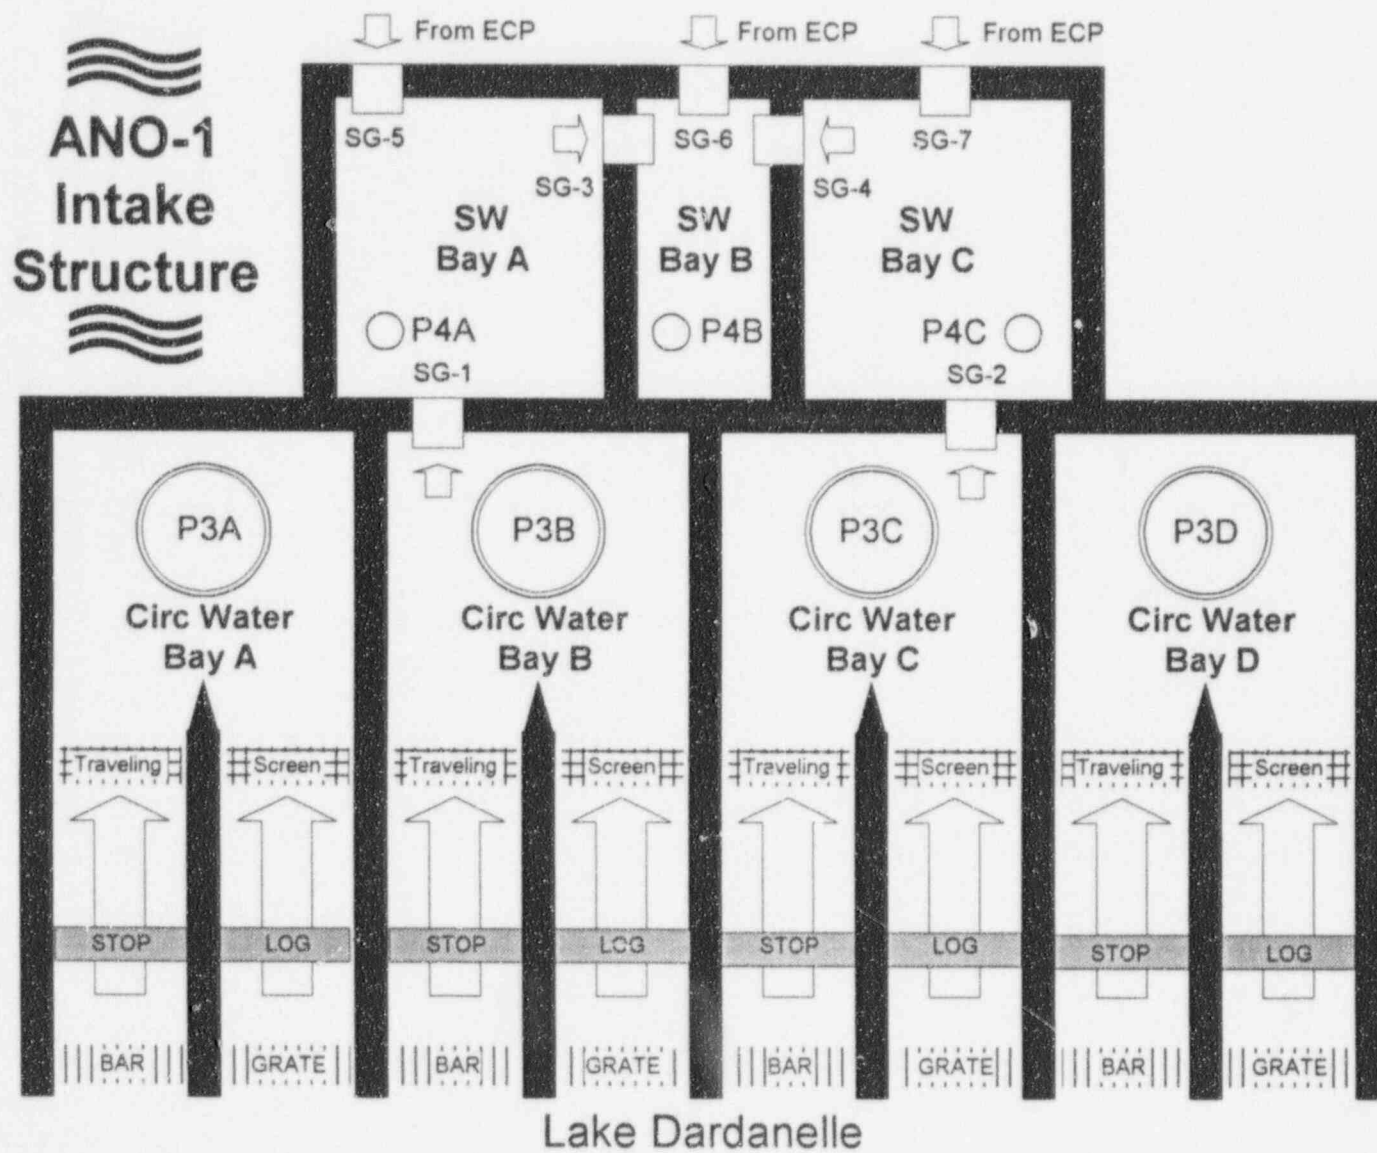 From ECP
From ECP
From ECP
ANO-1
Intake
Structure
SG-5
SG-6
SG-7
SG-3
SG-4
SW
Bay A
SW
Bay B
SW
Bay C
P4A
P4B
P4C
SG-1
SG-2
P3A
P3B
P3C
P3D
Circ Water
Bay A
Circ Water
Bay B
Circ Water
Bay C
Circ Water
Bay D
Traveling Screen Traveling Screen Traveling Screen Traveling Screen
STOP LOG STOP LOG STOP LOG STOP LOG
BAR GRATE BAR GRATE BAR GRATE BAR GRATE
Lake Dardanelle